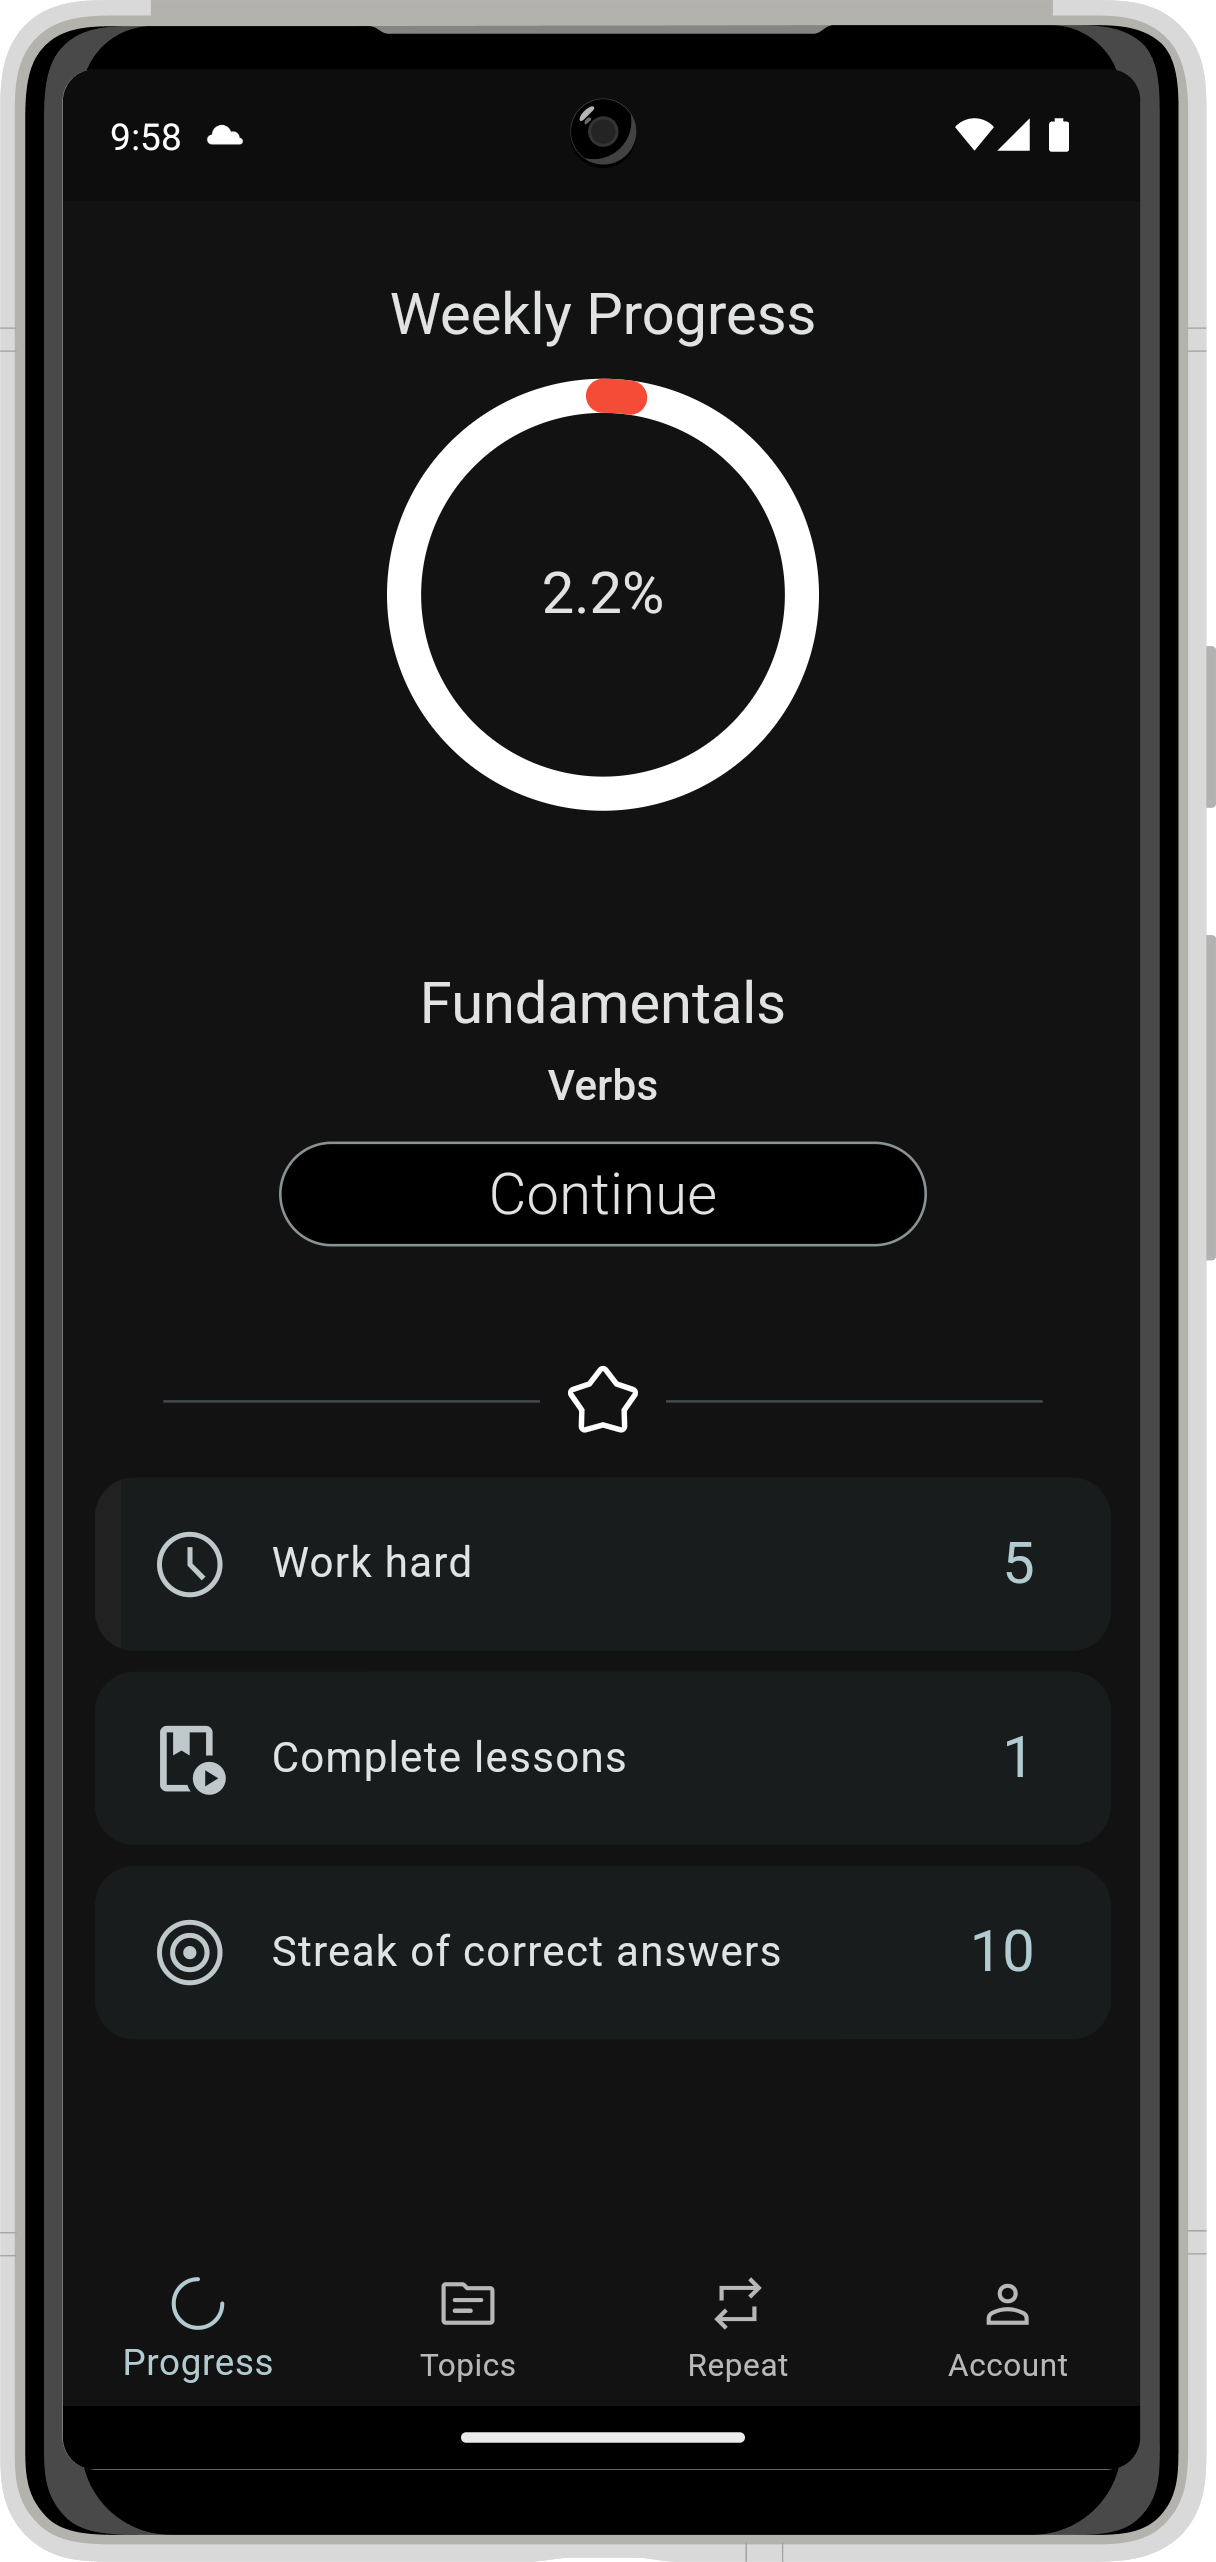 9:58
Weekly Progress
2.2%
Fundamentals
Verbs
Continue
Work hard 5
Complete lessons 1
Streak of correct answers 10
Progress Topics Repeat Account